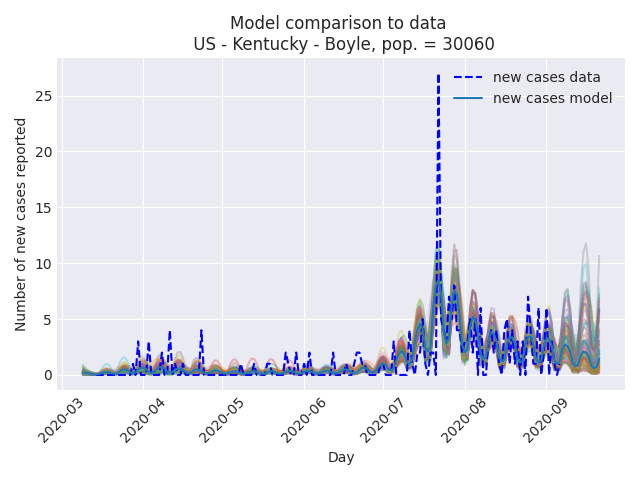 Model comparison to data
US - Kentucky - Boyle, pop. = 30060
new cases data
new cases model
Number of new cases reported
25
20
15
10
5
0
2020-03
2020-04
2020-05
2020-06
2020-07
2020-08
2020-09
Day